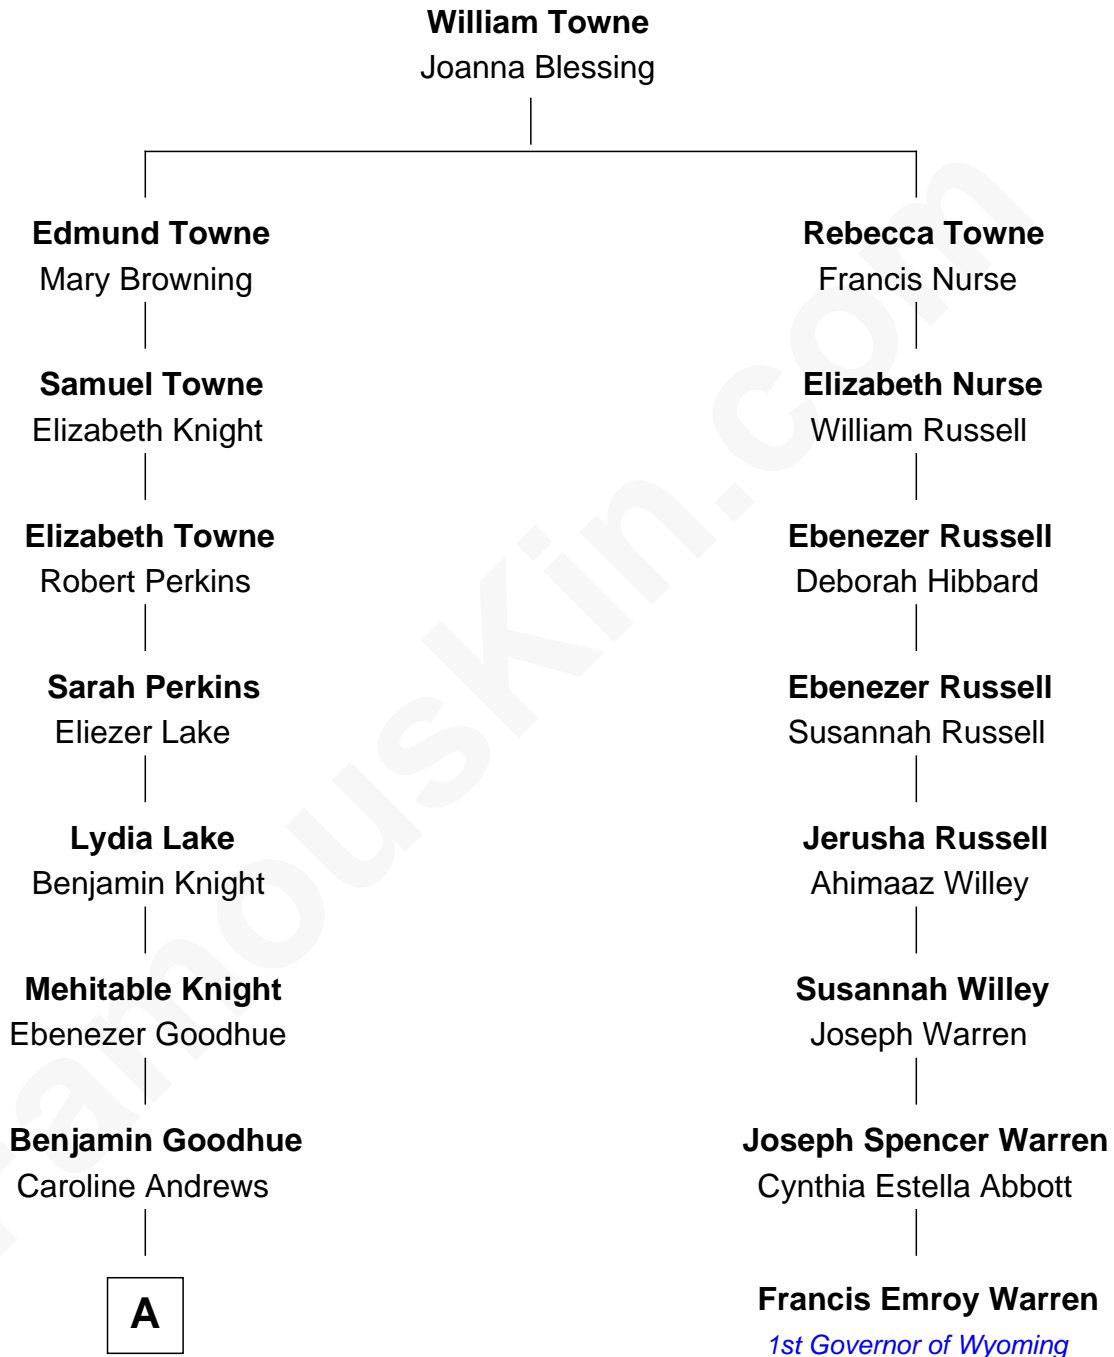 William Towne
Joanna Blessing
Edmund Towne
Mary Browning
Rebecca Towne
Francis Nurse
Samuel Towne
Elizabeth Knight
Elizabeth Nurse
William Russell
Elizabeth Towne
Robert Perkins
Ebenezer Russell
Deborah Hibbard
Sarah Perkins
Eliezer Lake
Ebenezer Russell
Susannah Russell
Lydia Lake
Benjamin Knight
Jerusha Russell
Ahimaaz Willey
Mehitable Knight
Ebenezer Goodhue
Susannah Willey
Joseph Warren
Benjamin Goodhue
Caroline Andrews
Joseph Spencer Warren
Cynthia Estella Abbott
A
Francis Emroy Warren
1st Governor of Wyoming
FamousKin.com